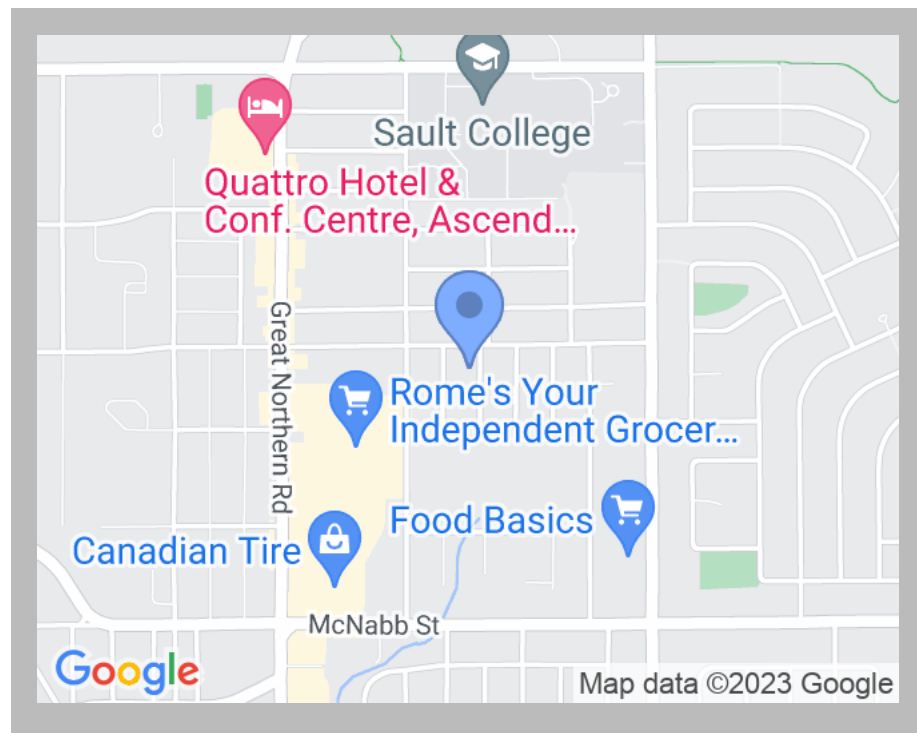 Sault College
Quattro Hotel &
Conf. Centre, Ascend...
Great Northern Rd
Rome's Your
Independent Grocer...
Food Basics
Canadian Tire
McNabb St
Google
Map data ©2023 Google